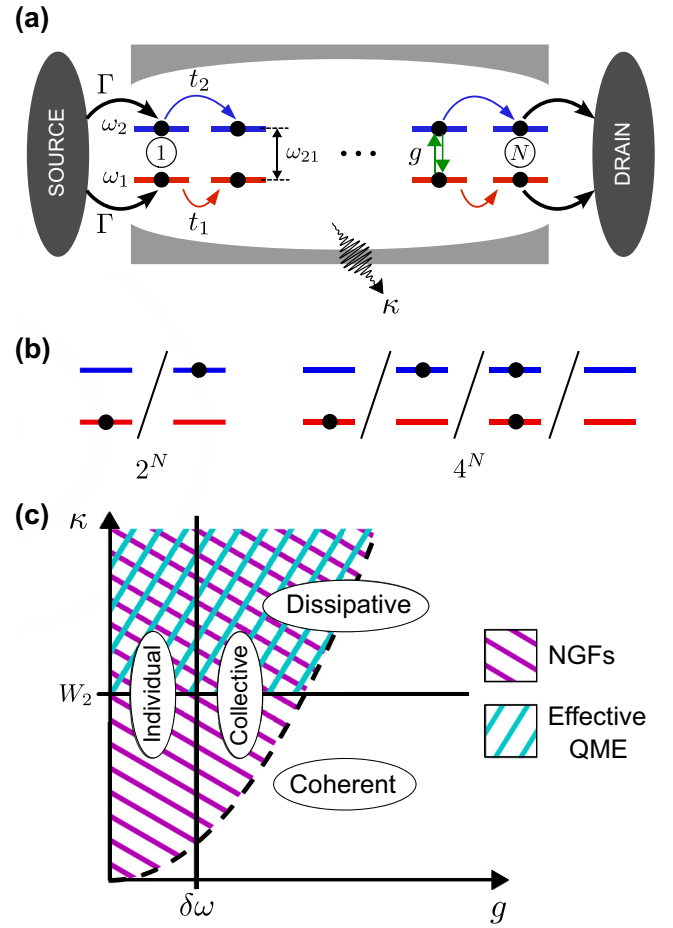 (a)
Γ
t₂
ω₂
1
ω₂₁
g
N
SOURCE
DRAIN
ω₁
Γ
t₁
κ
(b)
2ᴺ
4ᴺ
(c)
κ
Dissipative
NGFs
W₂
Individual
Collective
Effective
QME
Coherent
δω
g